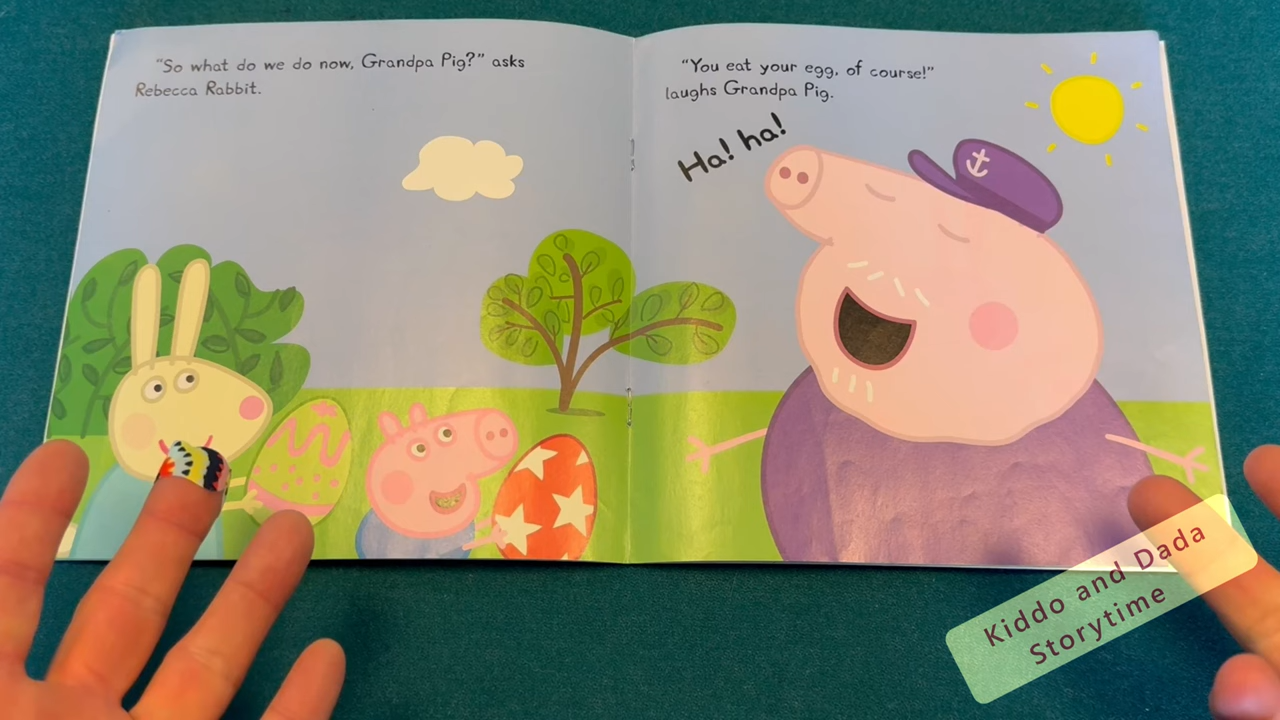 "So what do we do now, Grandpa Pig?" asks
Rebecca Rabbit.
"You eat your egg, of course!"
laughs Grandpa Pig.
Ha! ha!
Kiddo and Dada
Storytime